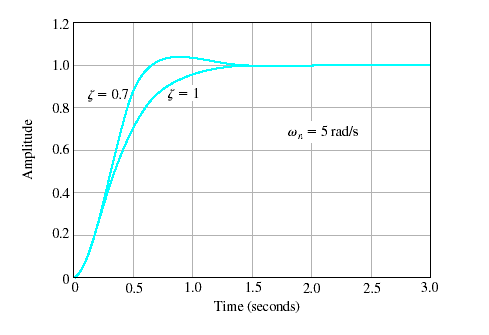 1.2
1.0
ζ = 0.7
ζ = 1
0.8
ωn = 5 rad/s
0.6
Amplitude
0.4
0.2
0
0 0.5 1.0 1.5 2.0 2.5 3.0
Time (seconds)